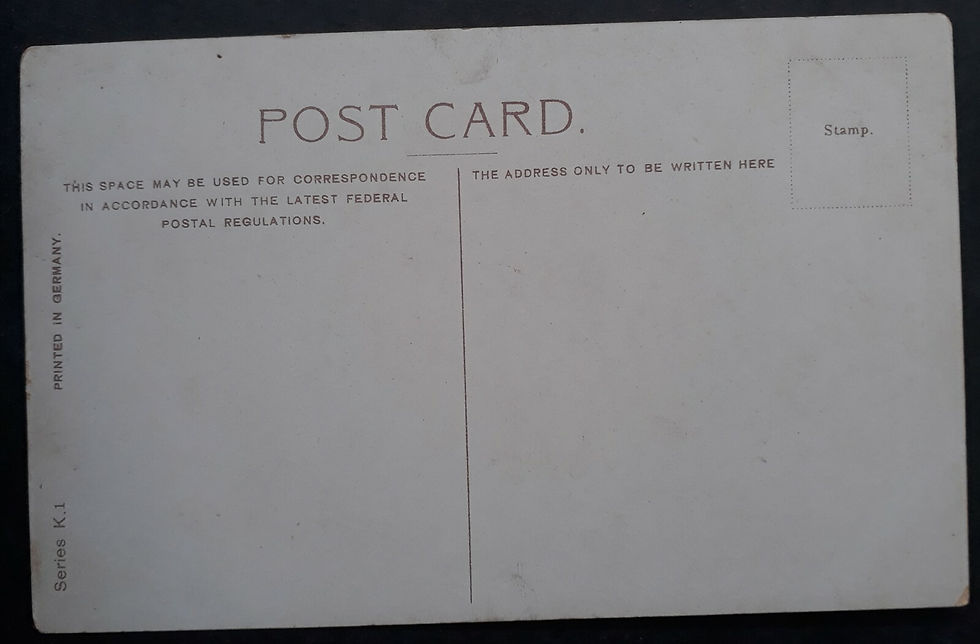 POST CARD.
Stamp.
THIS SPACE MAY BE USED FOR CORRESPONDENCE
IN ACCORDANCE WITH THE LATEST FEDERAL
POSTAL REGULATIONS.
THE ADDRESS ONLY TO BE WRITTEN HERE
PRINTED IN GERMANY.
Series K.1